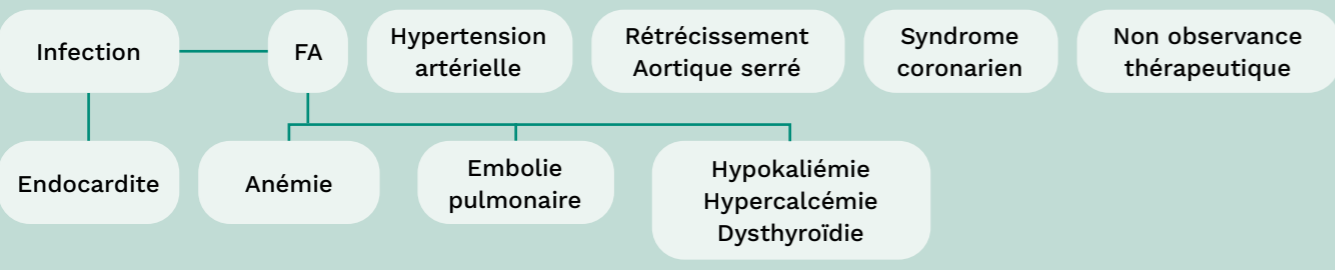 Infection
FA
Hypertension
artérielle
Rétrécissement
Aortique serré
Syndrome
coronarien
Non observance
thérapeutique
Endocardite
Anémie
Embolie
pulmonaire
Hypokaliémie
Hypercalcémie
Dysthyroïdie